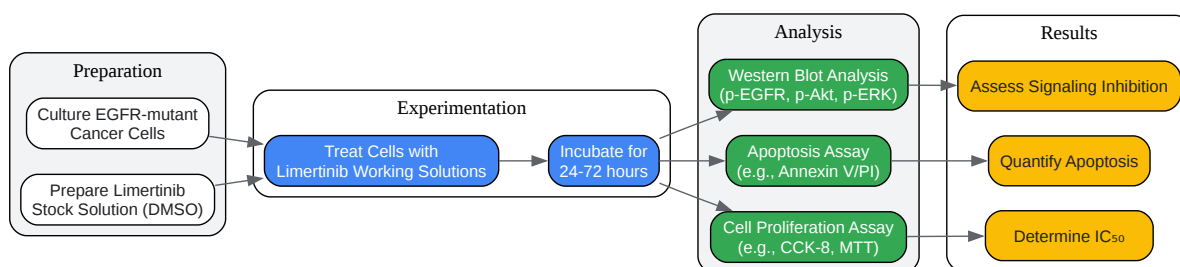 Preparation
Culture EGFR-mutant
Cancer Cells
Prepare Limertinib
Stock Solution (DMSO)
Experimentation
Treat Cells with
Limertinib Working Solutions
Incubate for
24-72 hours
Analysis
Western Blot Analysis
(p-EGFR, p-Akt, p-ERK)
Apoptosis Assay
(e.g., Annexin V/PI)
Cell Proliferation Assay
(e.g., CCK-8, MTT)
Results
Assess Signaling Inhibition
Quantify Apoptosis
Determine IC₅₀